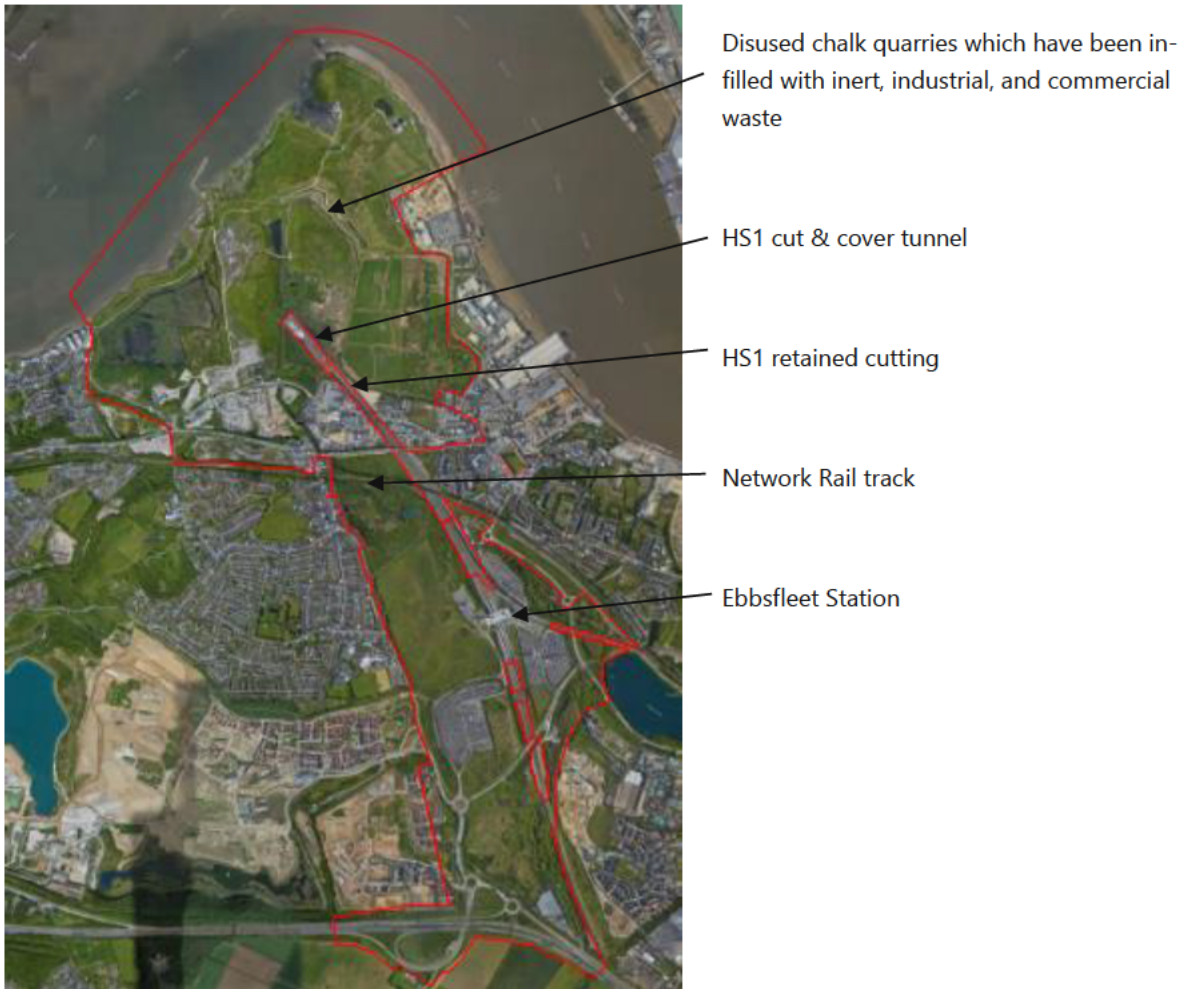 Disused chalk quarries which have been in-
filled with inert, industrial, and commercial
waste
HS1 cut & cover tunnel
HS1 retained cutting
Network Rail track
Ebbsfleet Station